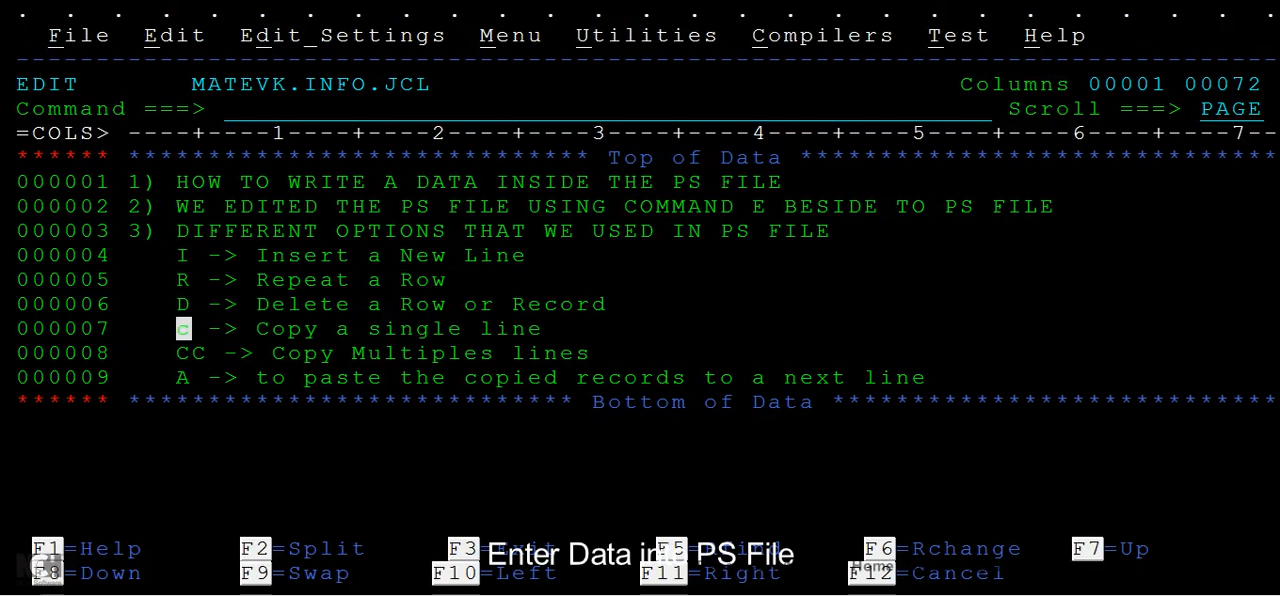 File Edit Edit_Settings Menu Utilities Compilers Test Help
EDIT MATEVK.INFO.JCL Columns 00001 00072
Command ===> Scroll ===> PAGE
=COLS> ----+----1----+----2----+----3----+----4----+----5----+----6----+----7--
****** ***************************** Top of Data ******************************
000001 1) HOW TO WRITE A DATA INSIDE THE PS FILE
000002 2) WE EDITED THE PS FILE USING COMMAND E BESIDE TO PS FILE
000003 3) DIFFERENT OPTIONS THAT WE USED IN PS FILE
000004 I -> Insert a New Line
000005 R -> Repeat a Row
000006 D -> Delete a Row or Record
000007 c -> Copy a single line
000008 CC -> Copy Multiples lines
000009 A -> to paste the copied records to a next line
****** **************************** Bottom of Data ****************************
F1=Help F2=Split F3 F5 F6=Rchange F7=Up
F8=Down F9=Swap F10=Left F11=Right F12=Cancel
Enter Data into PS File
Home